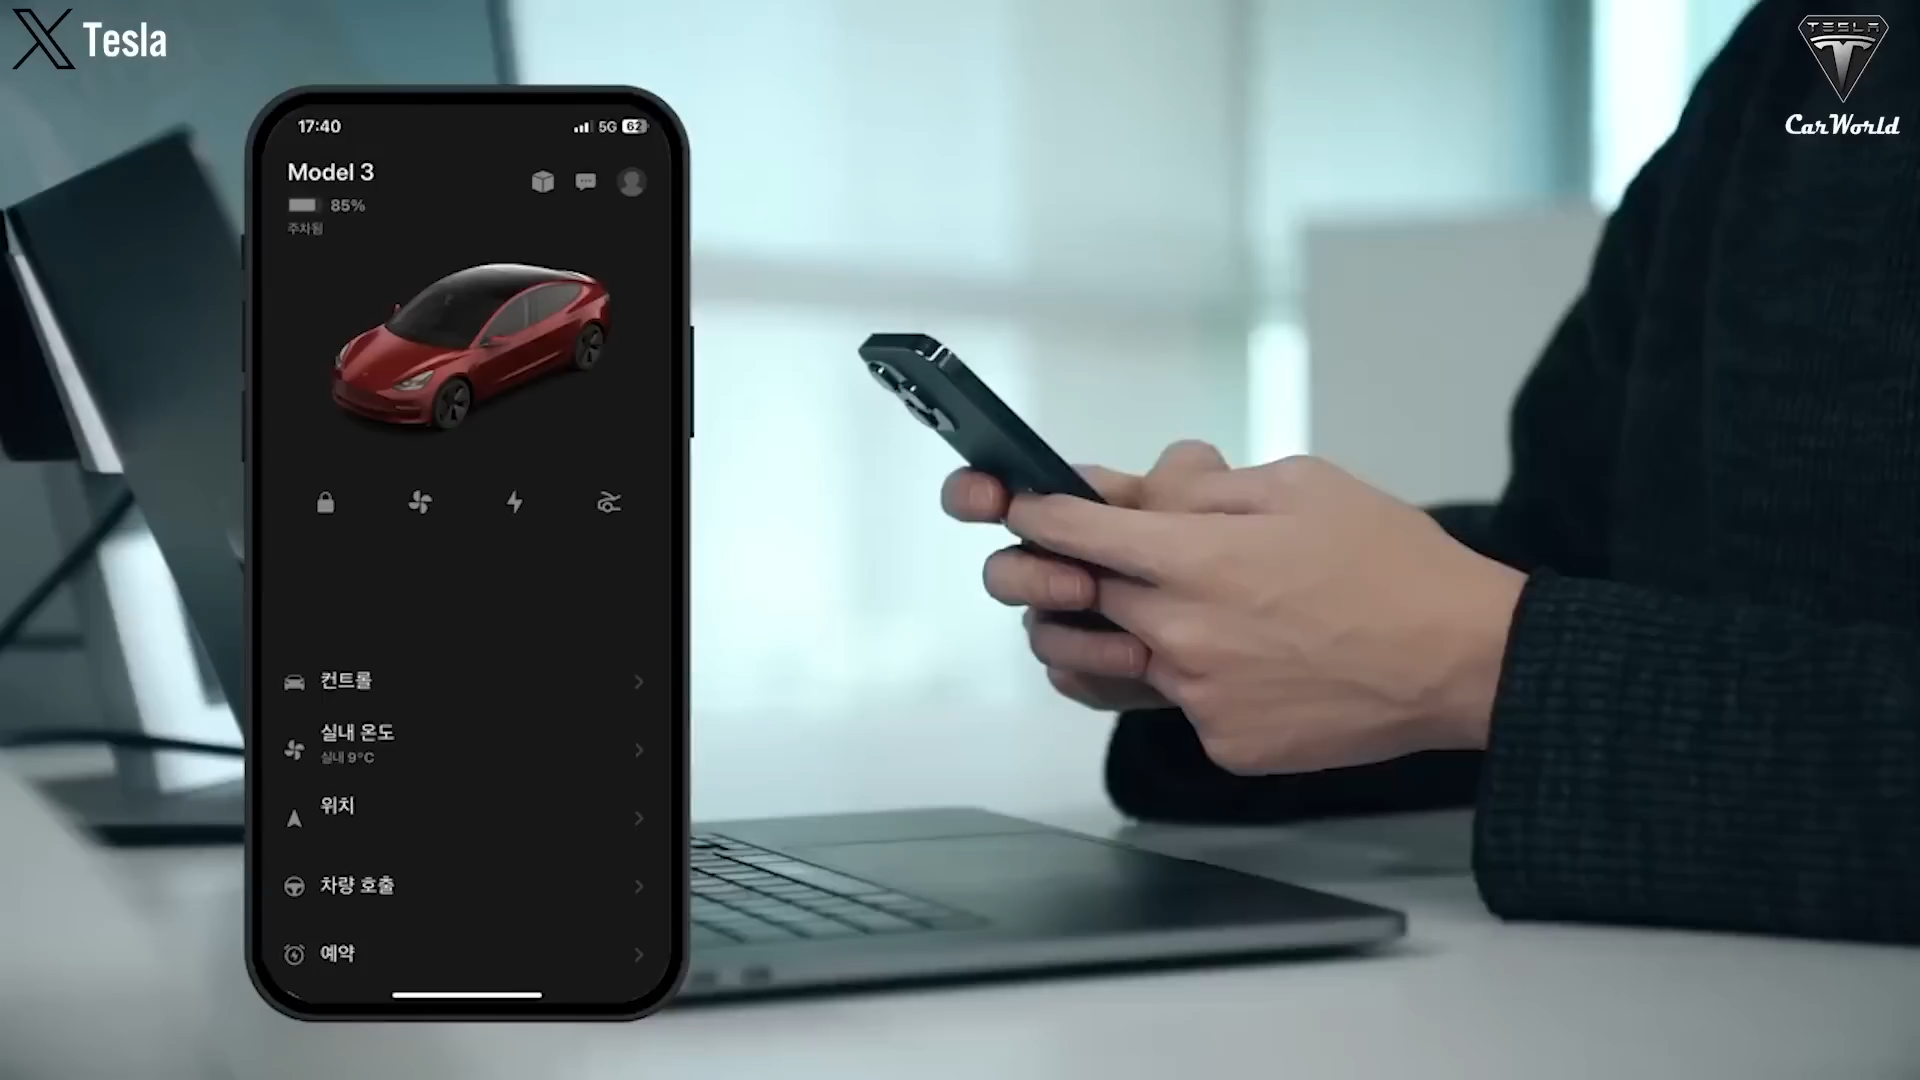 Tesla
TESLA
CarWorld
17:40
5G 62
Model 3
85%
주차됨
컨트롤
실내 온도
실내 9°C
위치
차량 호출
예약